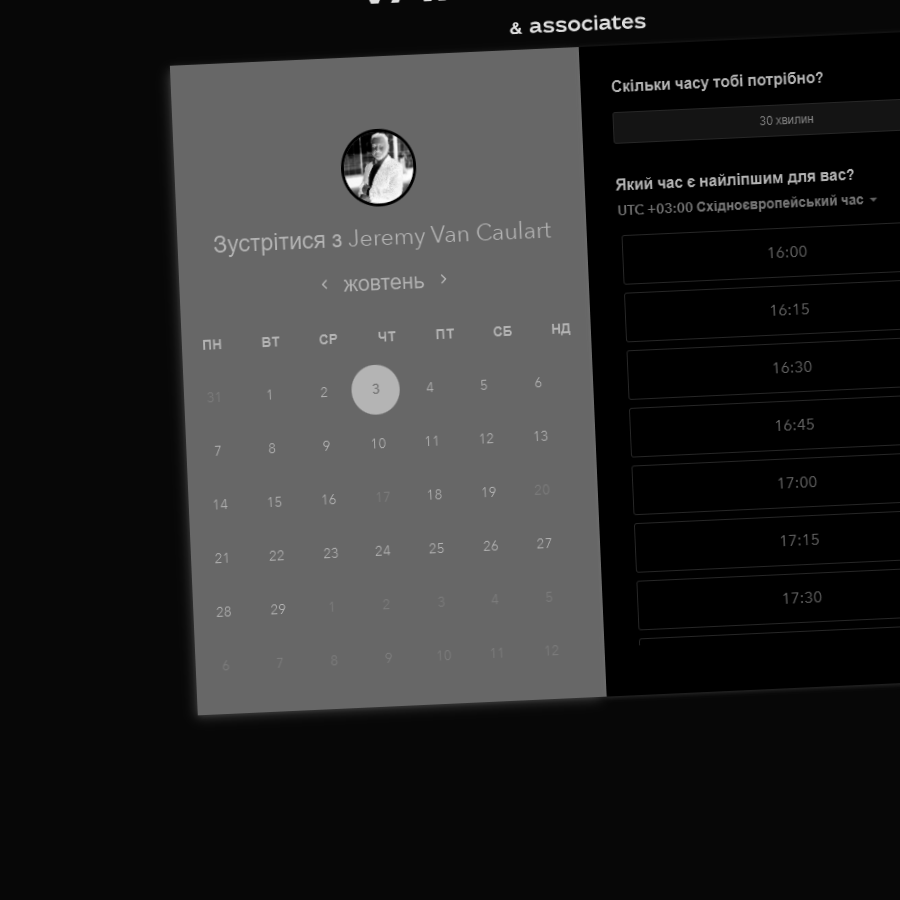 & associates
Зустрітися з Jeremy Van Caulart
жовтень
ПН ВТ СР ЧТ ПТ СБ НД
31 1 2 3 4 5 6
7 8 9 10 11 12 13
14 15 16 17 18 19 20
21 22 23 24 25 26 27
28 29 1 2 3 4 5
6 7 8 9 10 11 12
Скільки часу тобі потрібно?
30 хвилин
Який час є найліпшим для вас?
UTC +03:00 Східноєвропейський час
16:00
16:15
16:30
16:45
17:00
17:15
17:30